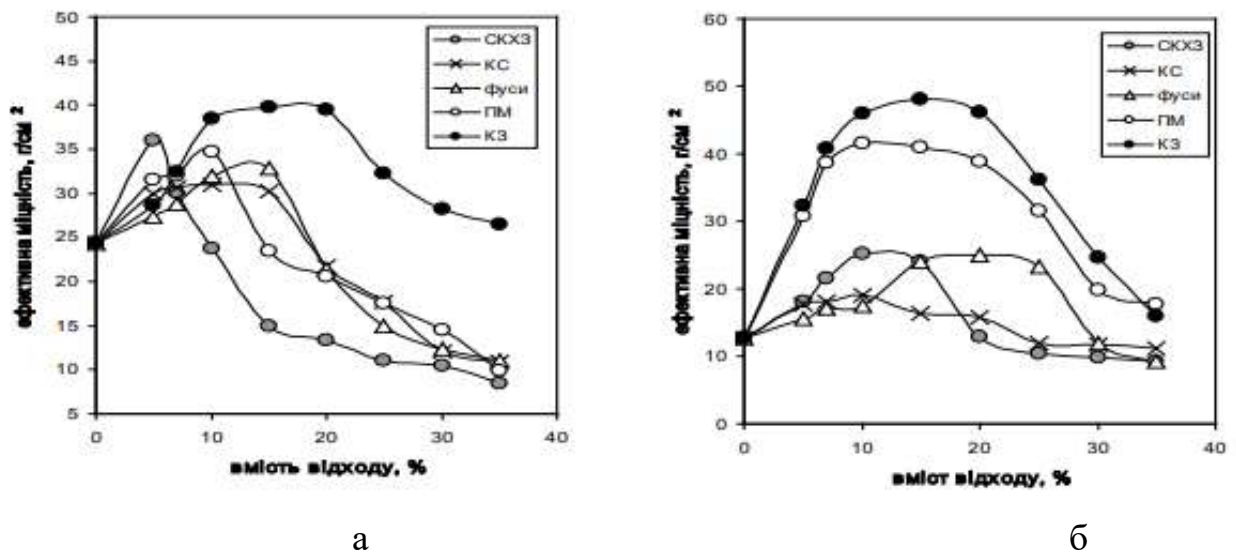 50
45
40
35
30
25
20
15
10
5
0
10
20
30
40
ефективна міцність, г/см 2
вмість відходу, %
СКХЗ
КС
фуси
ПМ
КЗ
а
60
50
40
30
20
10
0
0
10
20
30
40
ефективна міцність, г/см 2
вміст відходу, %
СКХЗ
КС
фуси
ПМ
КЗ
б